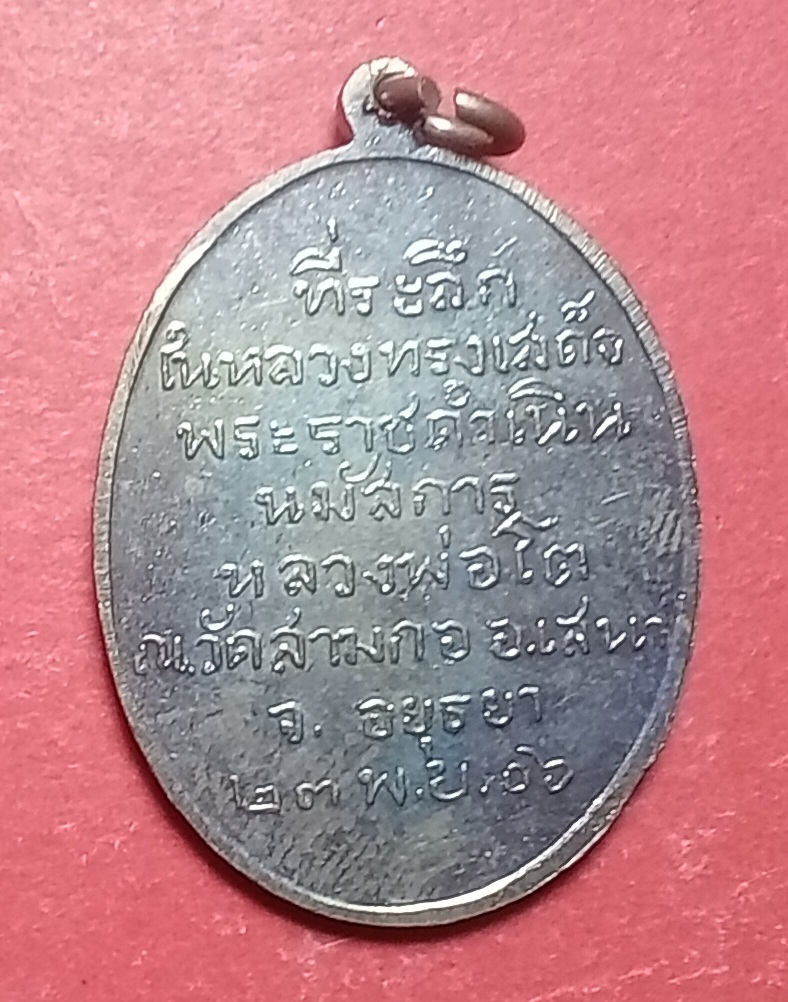 ที่ระลึก
ในหลวงทรงเสด็จ
พระราชดำเนิน
นมัสการ
หลวงพ่อโต
ณ.วัดสามกอ อ.เสนา
จ. อยุธยา
๒๓ พ.ย.